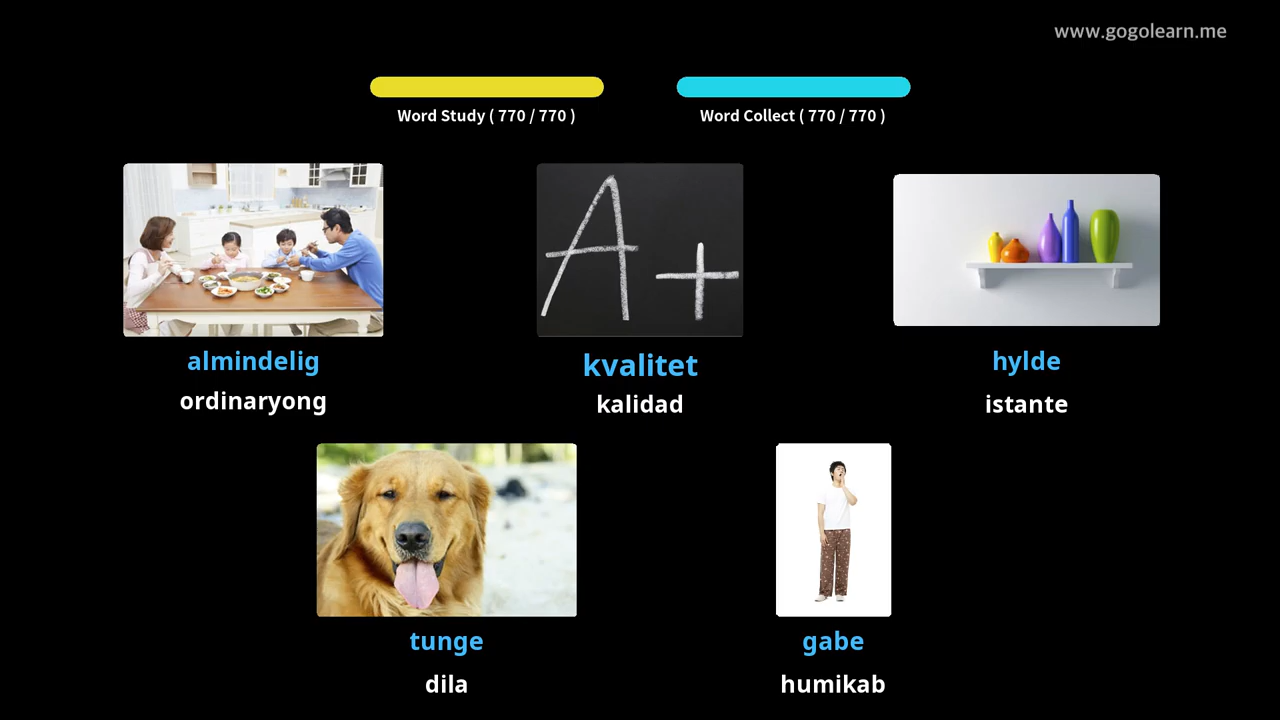 www.gogolearn.me
Word Study ( 770 / 770 )
Word Collect ( 770 / 770 )
A+
almindelig
ordinaryong
kvalitet
kalidad
hylde
istante
tunge
dila
gabe
humikab